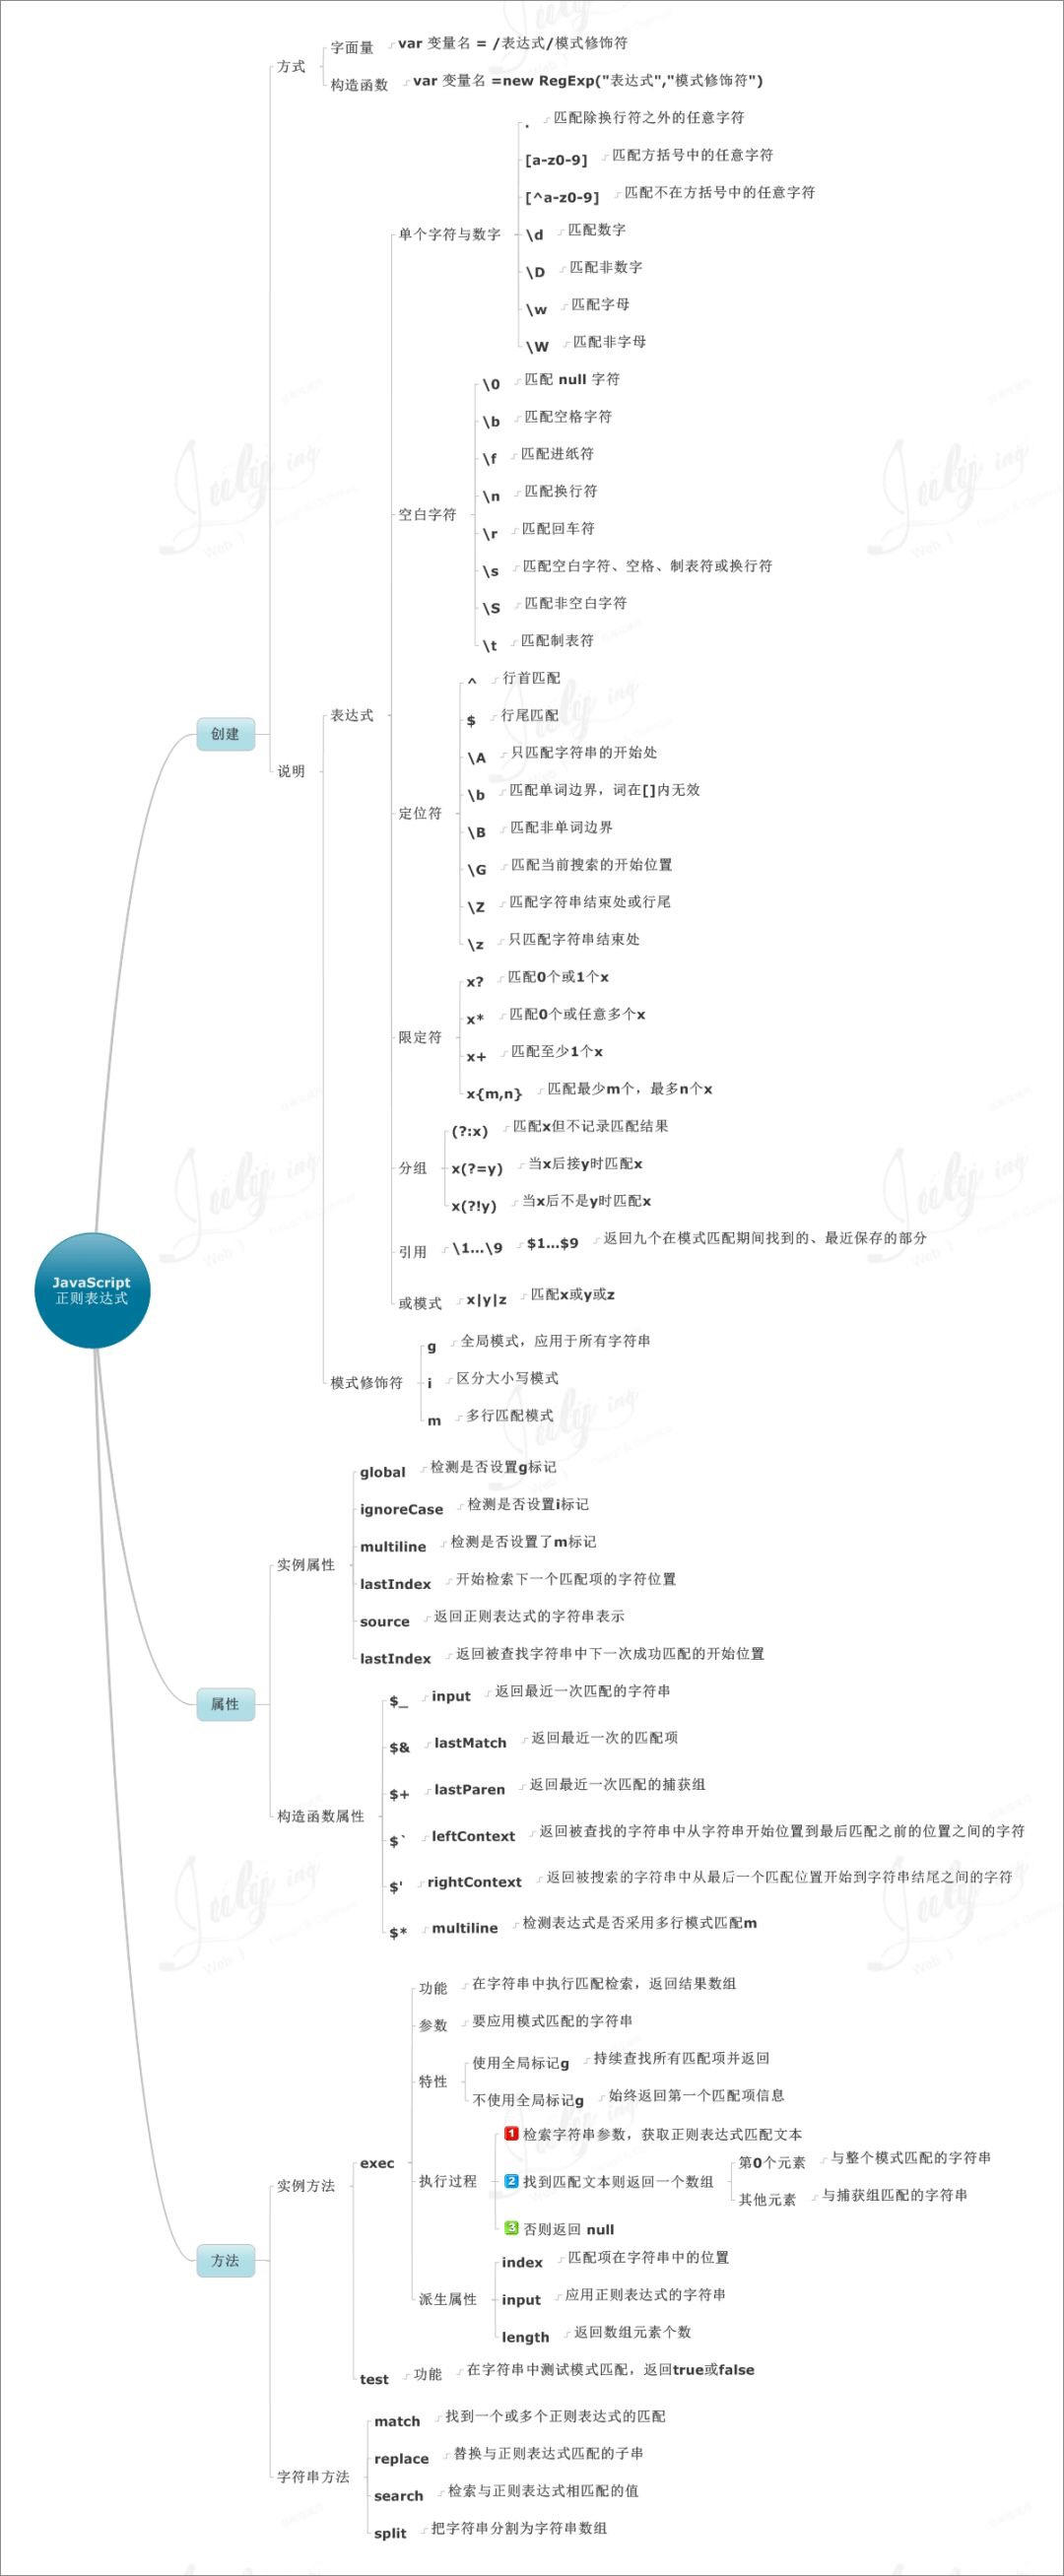 方式
字面量 var 变量名 = /表达式/模式修饰符
构造函数 var 变量名 =new RegExp("表达式","模式修饰符")
. 匹配除换行符之外的任意字符
[a-z0-9] 匹配方括号中的任意字符
[^a-z0-9] 匹配不在方括号中的任意字符
单个字符与数字 \d 匹配数字
\D 匹配非数字
\w 匹配字母
\W 匹配非字母
\0 匹配 null 字符
\b 匹配空格字符
\f 匹配进纸符
\n 匹配换行符
空白字符
\r 匹配回车符
\s 匹配空白字符、空格、制表符或换行符
\S 匹配非空白字符
\t 匹配制表符
^ 行首匹配
表达式 $ 行尾匹配
创建
\A 只匹配字符串的开始处
说明
\b 匹配单词边界，词在[]内无效
定位符
\B 匹配非单词边界
\G 匹配当前搜索的开始位置
\Z 匹配字符串结束处或行尾
\z 只匹配字符串结束处
x? 匹配0个或1个x
x* 匹配0个或任意多个x
限定符
x+ 匹配至少1个x
x{m,n} 匹配最少m个，最多n个x
(?:x) 匹配x但不记录匹配结果
分组 x(?=y) 当x后接y时匹配x
x(?!y) 当x后不是y时匹配x
引用 \1...\9 $1...$9 返回九个在模式匹配期间找到的、最近保存的部分
JavaScript
正则表达式
或模式 x|y|z 匹配x或y或z
g 全局模式，应用于所有字符串
模式修饰符 i 区分大小写模式
m 多行匹配模式
global 检测是否设置g标记
ignoreCase 检测是否设置i标记
multiline 检测是否设置了m标记
实例属性
lastIndex 开始检索下一个匹配项的字符位置
source 返回正则表达式的字符串表示
lastIndex 返回被查找字符串中下一次成功匹配的开始位置
属性
$_ input 返回最近一次匹配的字符串
$& lastMatch 返回最近一次的匹配项
$+ lastParen 返回最近一次匹配的捕获组
构造函数属性
$` leftContext 返回被查找的字符串中从字符串开始位置到最后匹配之前的位置之间的字符
$' rightContext 返回被搜索的字符串中从最后一个匹配位置开始到字符串结尾之间的字符
$* multiline 检测表达式是否采用多行模式匹配m
功能 在字符串中执行匹配检索，返回结果数组
参数 要应用模式匹配的字符串
特性
使用全局标记g 持续查找所有匹配项并返回
不使用全局标记g 始终返回第一个匹配项信息
1 检索字符串参数，获取正则表达式匹配文本
exec
第0个元素 与整个模式匹配的字符串
执行过程 2 找到匹配文本则返回一个数组
实例方法
其他元素 与捕获组匹配的字符串
3 否则返回 null
方法
index 匹配项在字符串中的位置
派生属性 input 应用正则表达式的字符串
length 返回数组元素个数
test 功能 在字符串中测试模式匹配，返回true或false
match 找到一个或多个正则表达式的匹配
replace 替换与正则表达式匹配的子串
字符串方法
search 检索与正则表达式相匹配的值
split 把字符串分割为字符串数组